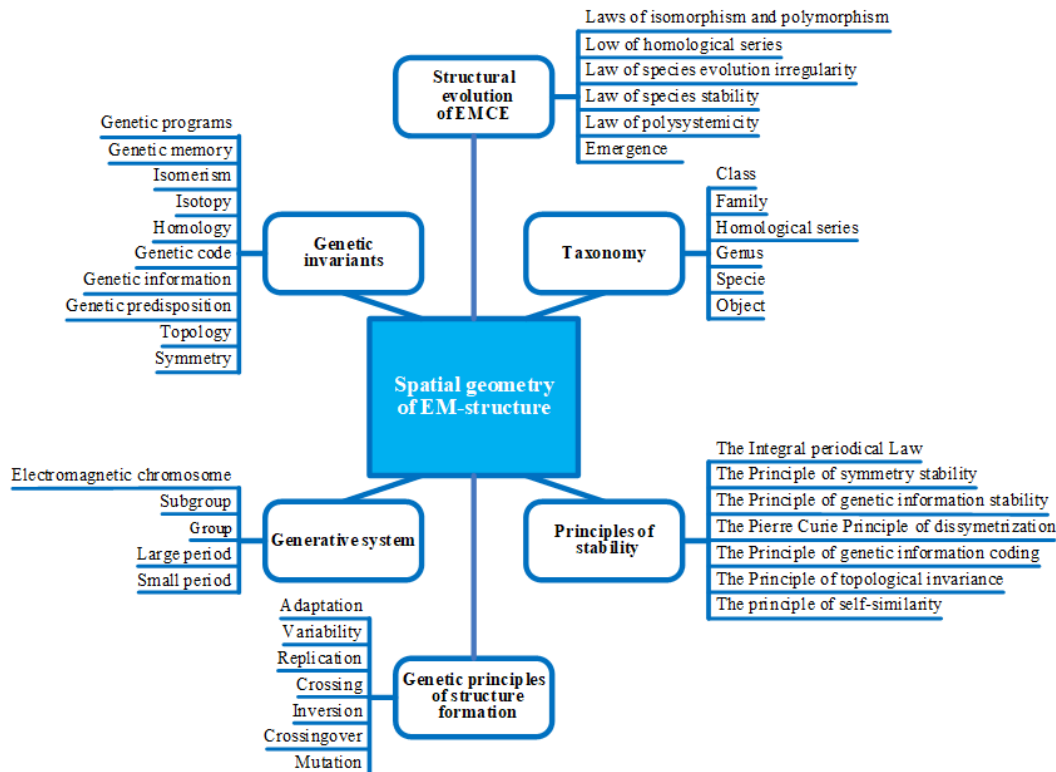 Structural
evolution
of EMCE
Laws of isomorphism and polymorphism
Low of homological series
Law of species evolution irregularity
Law of species stability
Law of polysystemicity
Emergence
Genetic programs
Genetic memory
Isomerism
Isotopy
Homology
Genetic code
Genetic information
Genetic predisposition
Topology
Symmetry
Genetic
invariants
Taxonomy
Class
Family
Homological series
Genus
Specie
Object
Spatial geometry
of EM-structure
Electromagnetic chromosome
Subgroup
Group
Large period
Small period
Generative system
Principles of
stability
The Integral periodical Law
The Principle of symmetry stability
The Principle of genetic information stability
The Pierre Curie Principle of dissymetrization
The Principle of genetic information coding
The Principle of topological invariance
The principle of self-similarity
Adaptation
Variability
Replication
Crossing
Inversion
Crossingover
Mutation
Genetic principles
of structure
formation